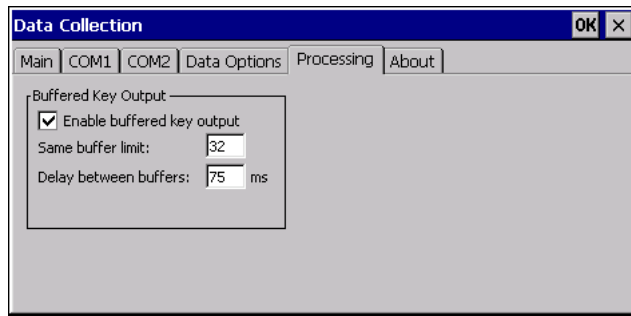 Data Collection OK ×
Main COM1 COM2 Data Options Processing About
Buffered Key Output
Enable buffered key output
Same buffer limit: 32
Delay between buffers: 75 ms